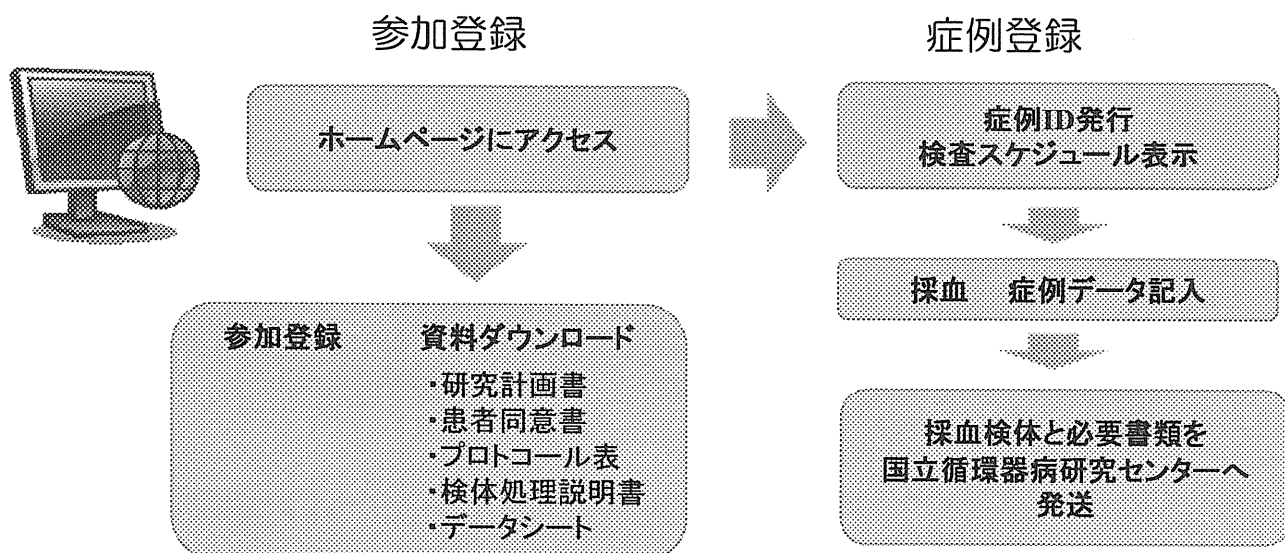 参加登録
ホームページにアクセス
参加登録 資料ダウンロード
・研究計画書
・患者同意書
・プロトコール表
・検体処理説明書
・データシート
症例登録
症例ID発行
検査スケジュール表示
採血 症例データ記入
採血検体と必要書類を
国立循環器病研究センターへ
発送